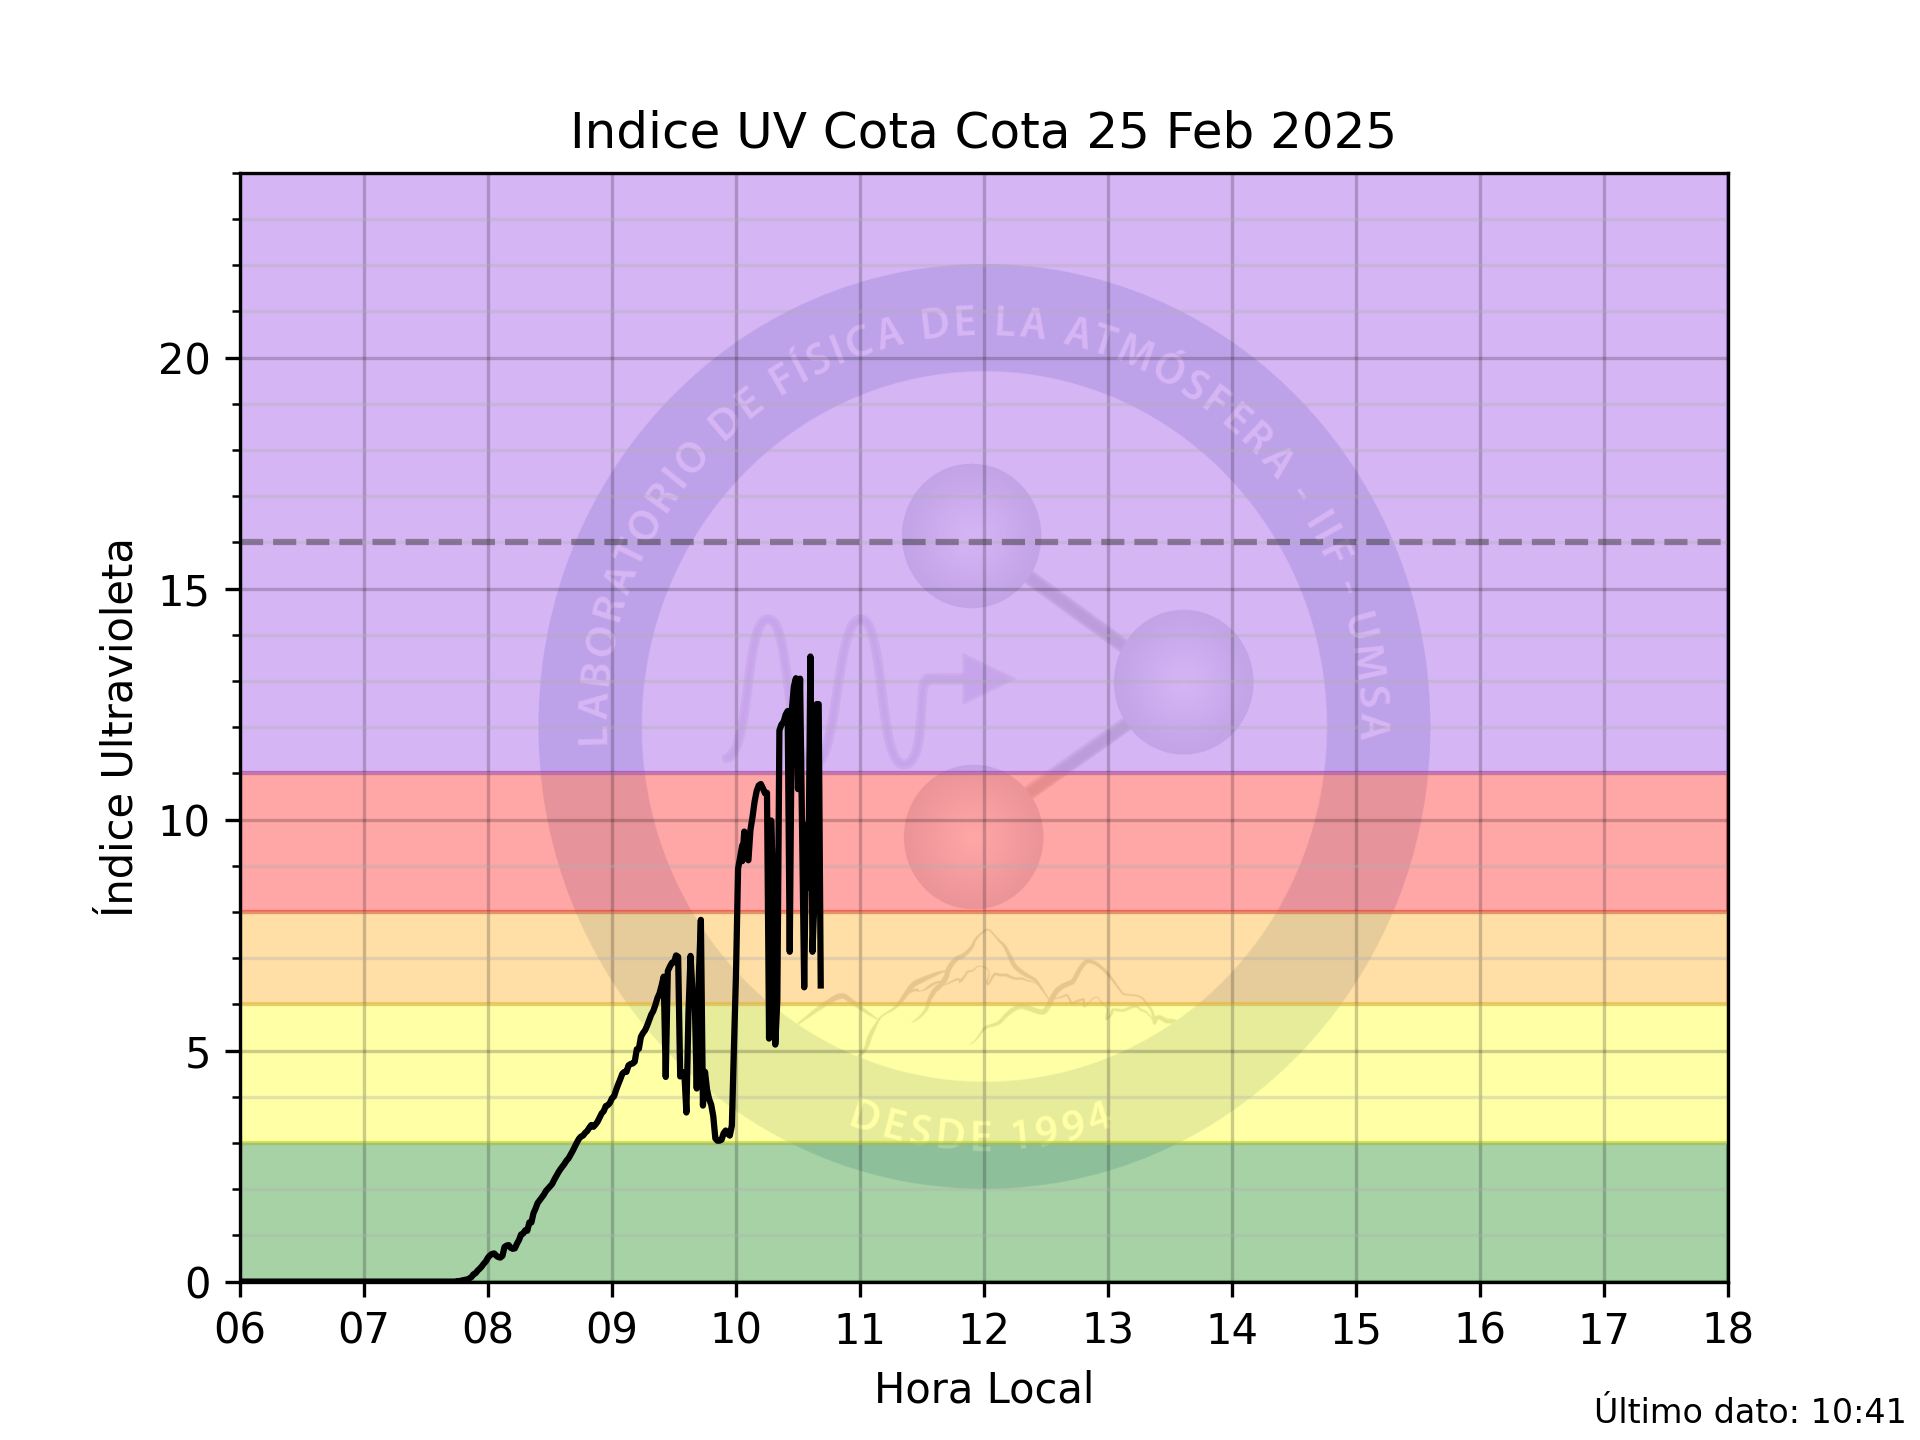 Indice UV Cota Cota 25 Feb 2025
Índice Ultravioleta
20
15
10
5
0
LABORATORIO DE FÍSICA DE LA ATMÓSFERA - IIF - UMSA
DESDE 1994
06 07 08 09 10 11 12 13 14 15 16 17 18
Hora Local
Último dato: 10:41